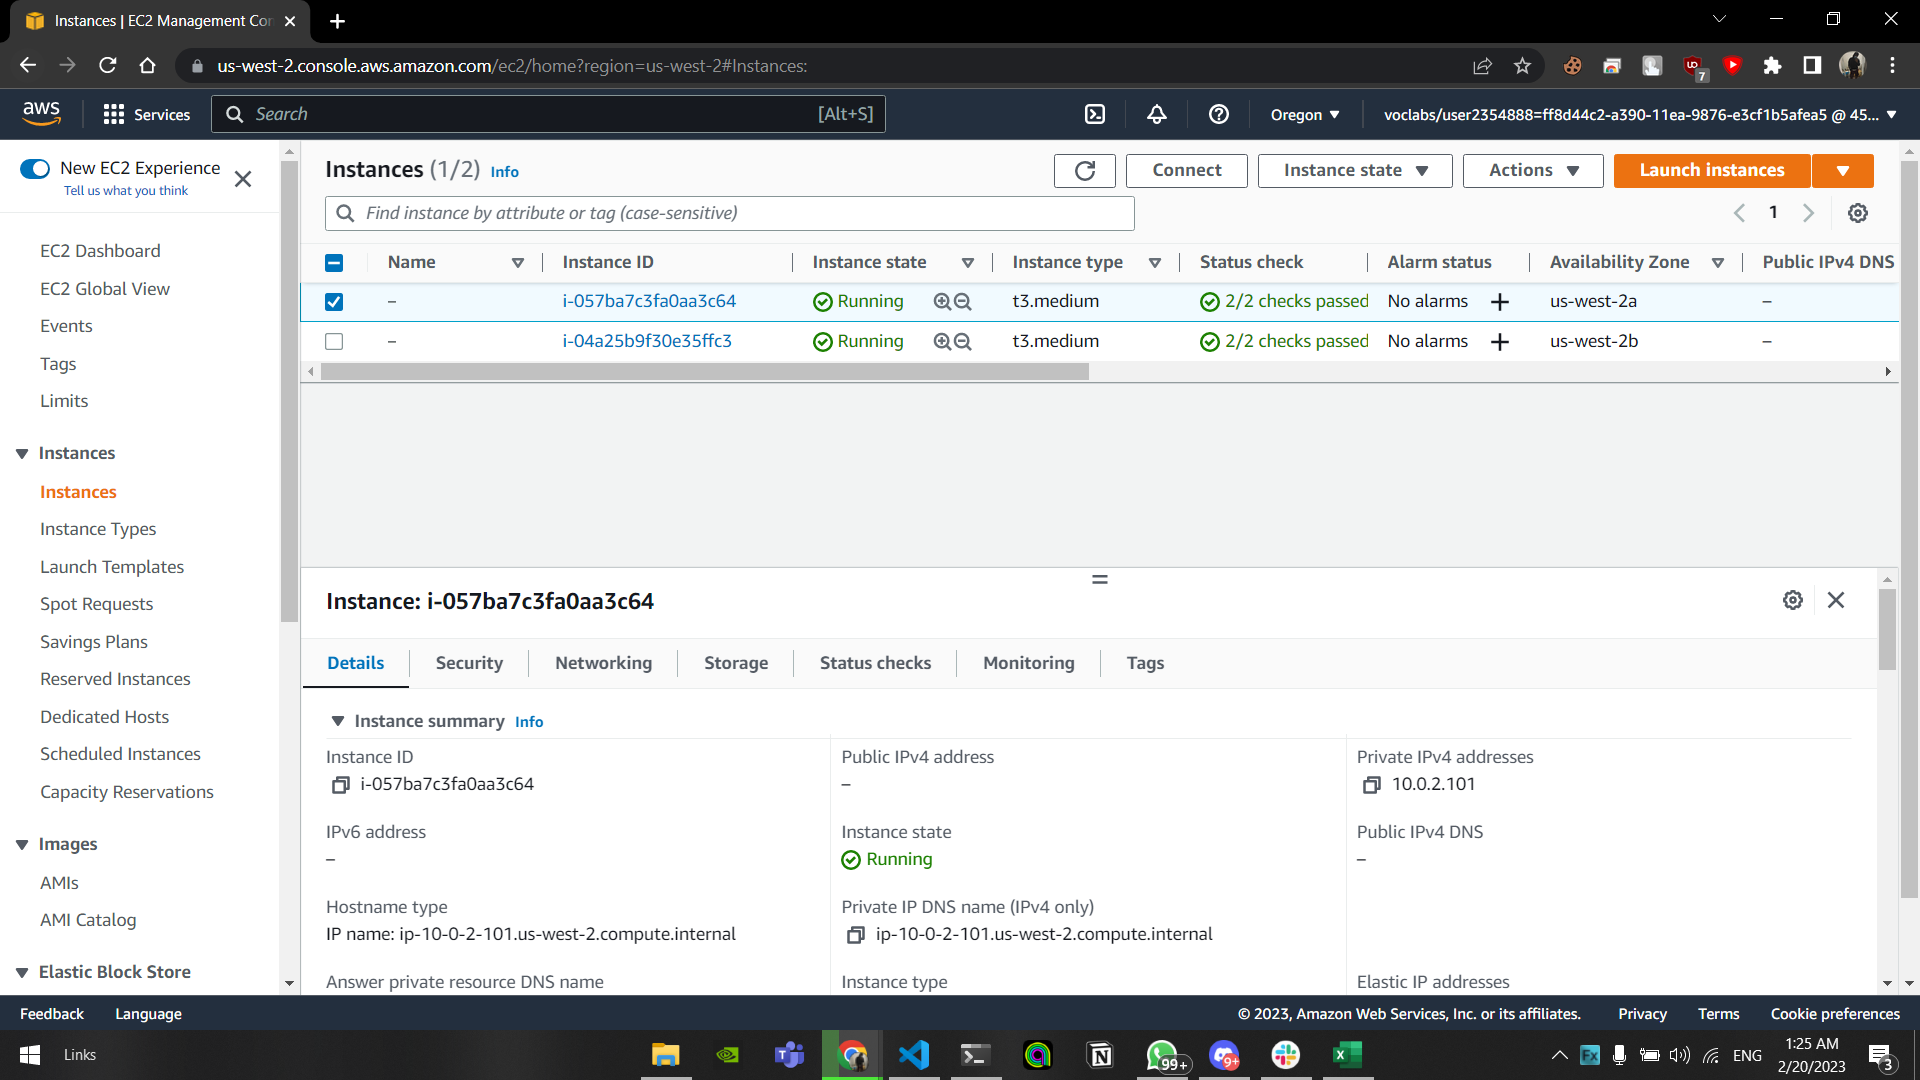 Instances | EC2 Management Con
us-west-2.console.aws.amazon.com/ec2/home?region=us-west-2#Instances:
7
aws
Services
Search
[Alt+S]
Oregon
voclabs/user2354888=ff8d44c2-a390-11ea-9876-e3cf1b5afea5 @ 45...
New EC2 Experience
Tell us what you think
EC2 Dashboard
EC2 Global View
Events
Tags
Limits
Instances
Instances
Instance Types
Launch Templates
Spot Requests
Savings Plans
Reserved Instances
Dedicated Hosts
Scheduled Instances
Capacity Reservations
Images
AMIs
AMI Catalog
Elastic Block Store
Instances (1/2) Info
Connect
Instance state
Actions
Launch instances
Find instance by attribute or tag (case-sensitive)
1
Name Instance ID Instance state Instance type Status check Alarm status Availability Zone Public IPv4 DNS
– i-057ba7c3fa0aa3c64 Running t3.medium 2/2 checks passed No alarms + us-west-2a –
– i-04a25b9f30e35ffc3 Running t3.medium 2/2 checks passed No alarms + us-west-2b –
Instance: i-057ba7c3fa0aa3c64
Details Security Networking Storage Status checks Monitoring Tags
Instance summary Info
Instance ID
i-057ba7c3fa0aa3c64
Public IPv4 address
–
Private IPv4 addresses
10.0.2.101
IPv6 address
–
Instance state
Running
Public IPv4 DNS
–
Hostname type
IP name: ip-10-0-2-101.us-west-2.compute.internal
Private IP DNS name (IPv4 only)
ip-10-0-2-101.us-west-2.compute.internal
Answer private resource DNS name
Instance type
Elastic IP addresses
Feedback
Language
© 2023, Amazon Web Services, Inc. or its affiliates.
Privacy
Terms
Cookie preferences
Links
99+
9+
ENG
1:25 AM
2/20/2023
3